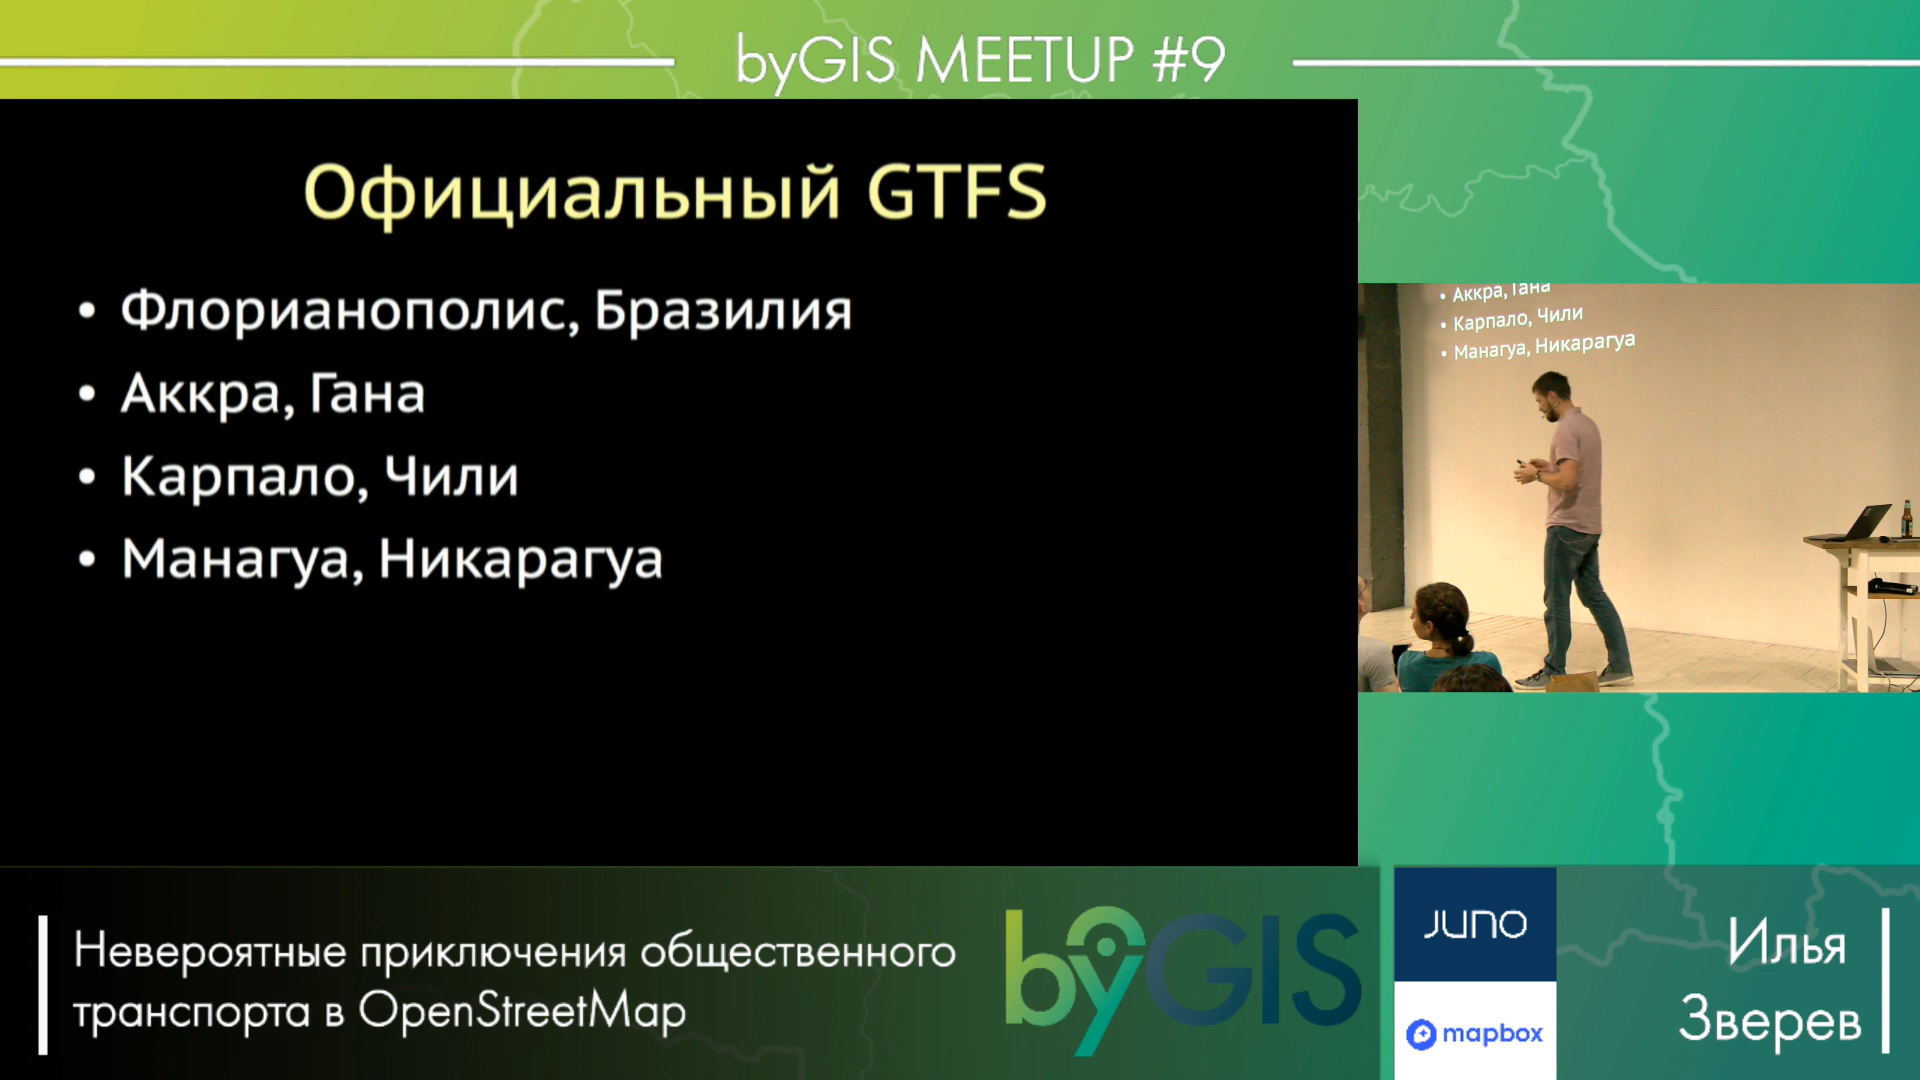 byGIS MEETUP #9
Официальный GTFS
• Флорианополис, Бразилия
• Аккра, Гана
• Карпало, Чили
• Манагуа, Никарагуа
• Аккра, Гана
• Карпало, Чили
• Манагуа, Никарагуа
Невероятные приключения общественного
транспорта в OpenStreetMap
byGIS
JUNO
mapbox
Илья
Зверев